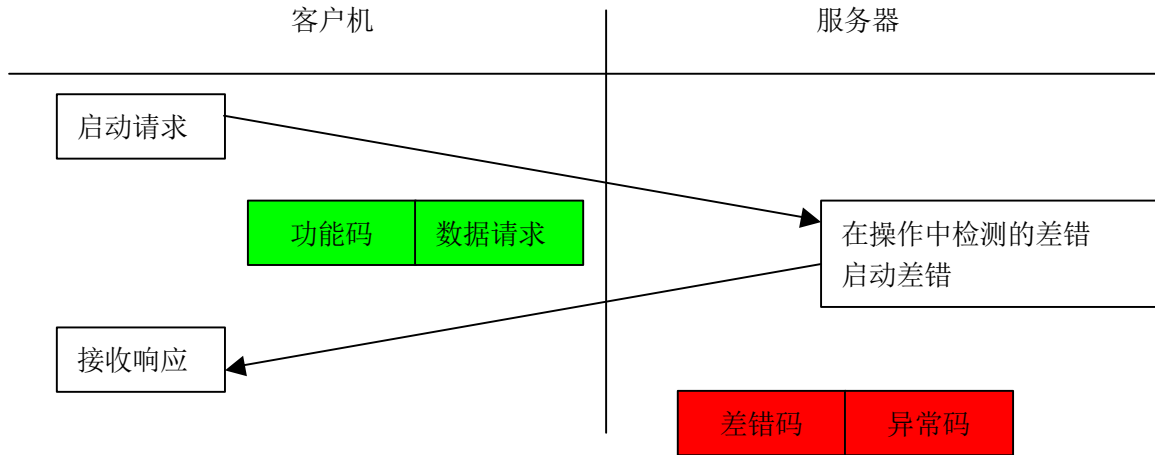 客户机
服务器
启动请求
功能码
数据请求
在操作中检测的差错
启动差错
接收响应
差错码
异常码